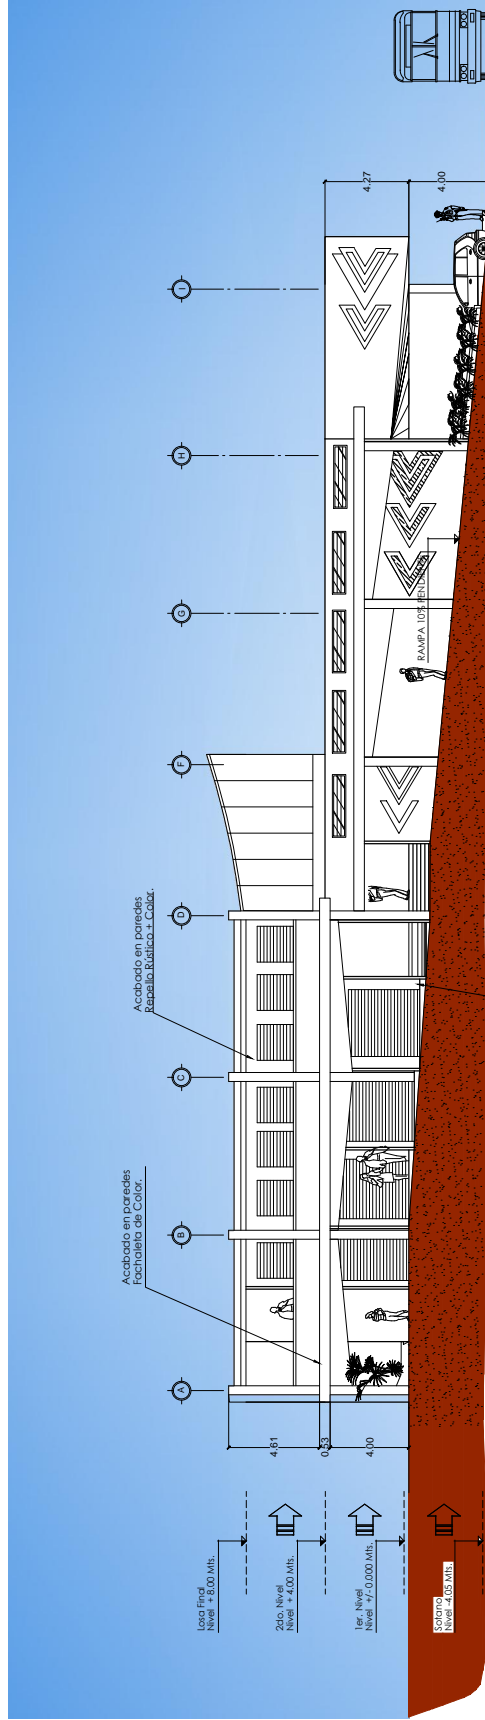 A
B
C
D
F
G
H
I
Acabado en paredes
Fachaleta de Color.
Acabado en paredes
Repello Rústico + Color.
Losa Final
Nivel + 8.00 Mts.
2do. Nivel
Nivel + 4.00 Mts.
1er. Nivel
Nivel +/- 0.000 Mts.
Sotano
Nivel -4.05 Mts.
4.61
0.53
4.00
4.27
4.00
RAMPA 10%